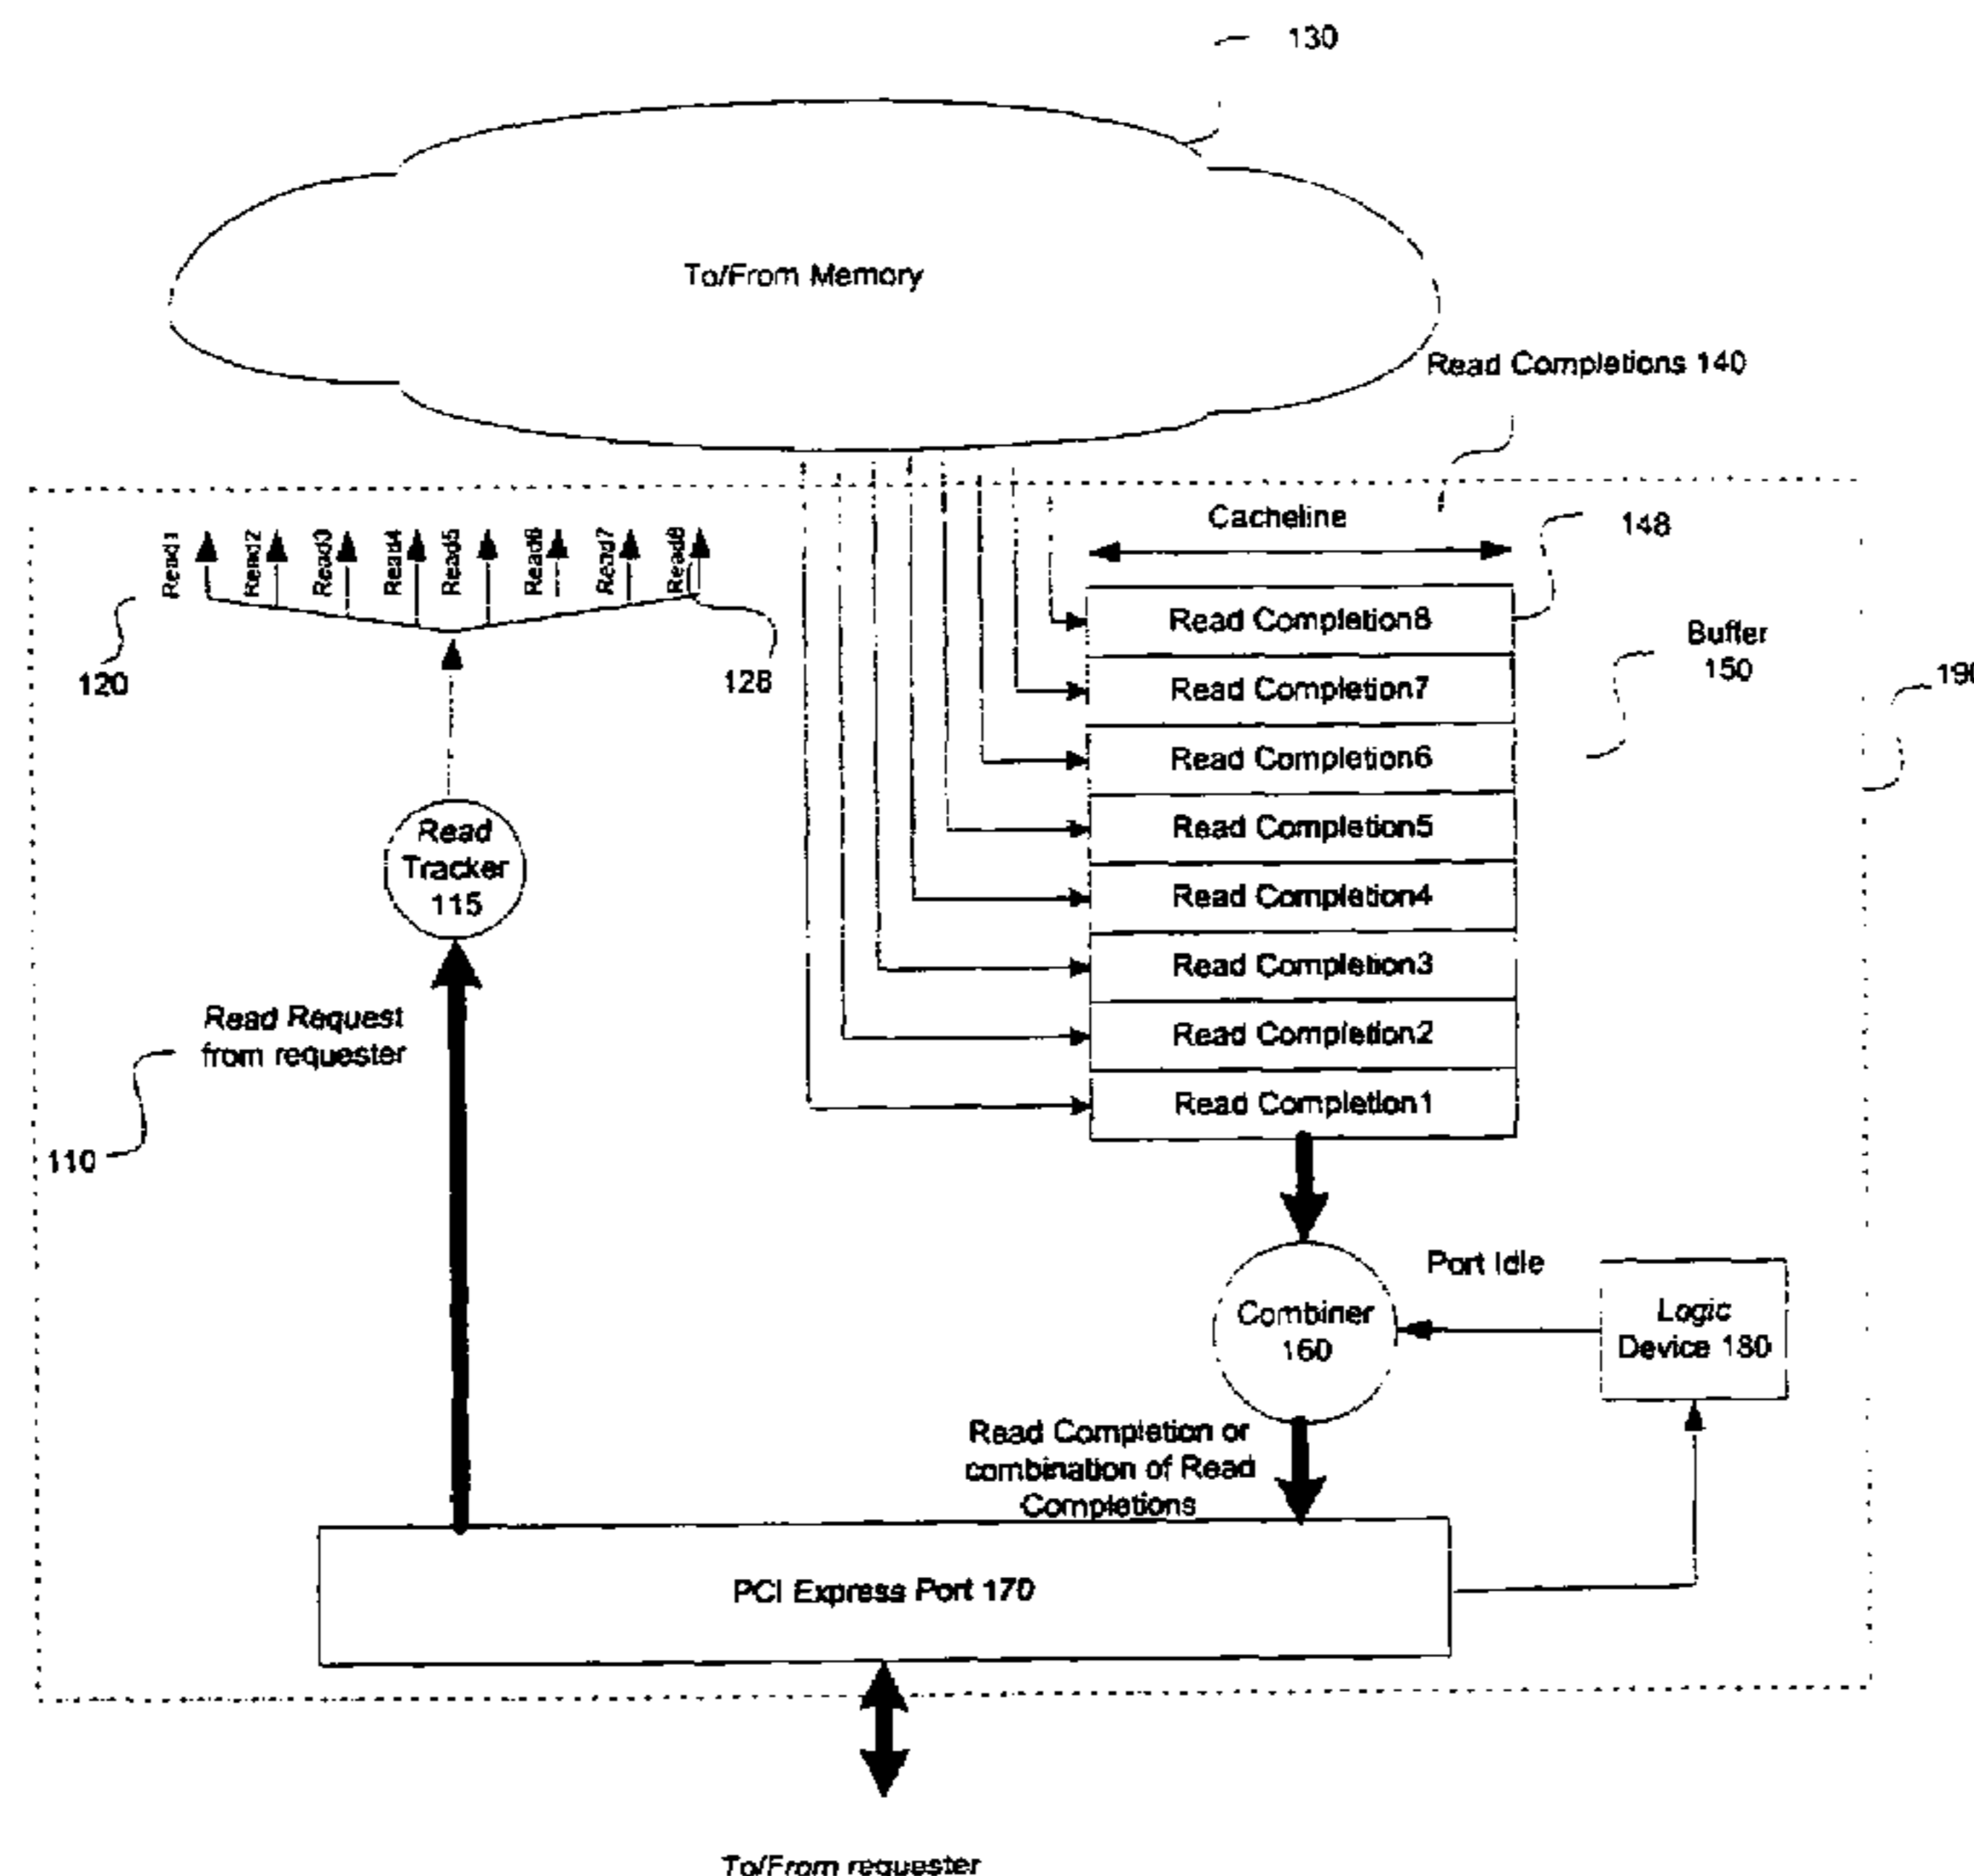 130
To/From Memory
Read Completions 140
Cacheline
148
Read1
Read2
Read3
Read4
Read5
Read6
Read7
Read8
120
128
Read Completion8
Read Completion7
Read Completion6
Read Completion5
Read Completion4
Read Completion3
Read Completion2
Read Completion1
Buffer
150
Read
Tracker
115
Read Request
from requester
110
Port Idle
Combiner
160
Logic
Device 180
Read Completion or
combination of Read
Completions
PCI Express Port 170
To/From requester